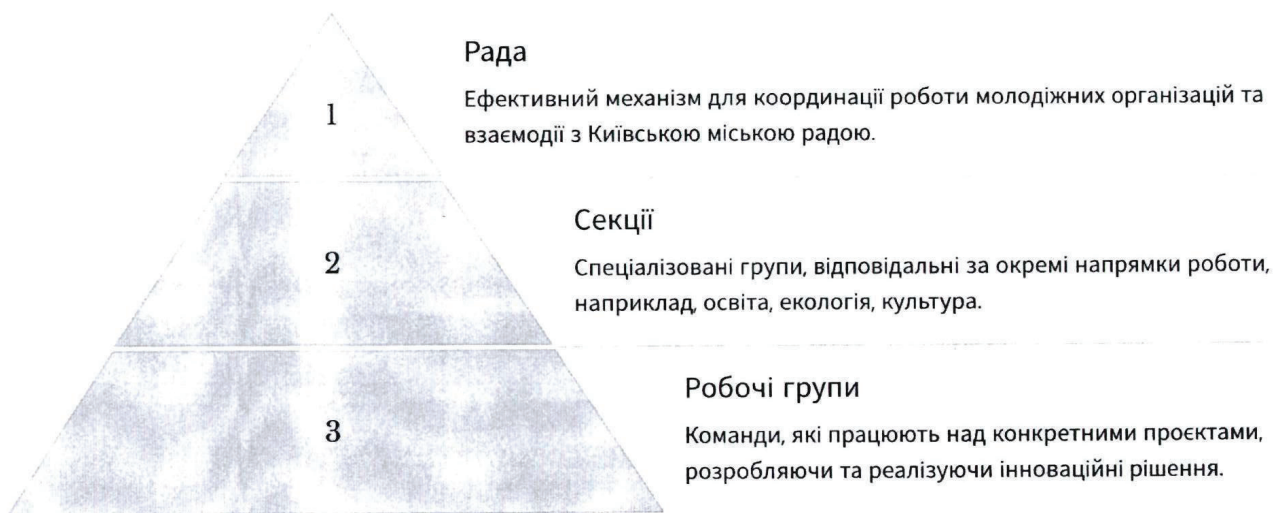 Рада
Ефективний механізм для координації роботи молодіжних організацій та
взаємодії з Київською міською радою.
1
Секції
Спеціалізовані групи, відповідальні за окремі напрямки роботи,
наприклад, освіта, екологія, культура.
2
Робочі групи
Команди, які працюють над конкретними проєктами,
розробляючи та реалізуючи інноваційні рішення.
3